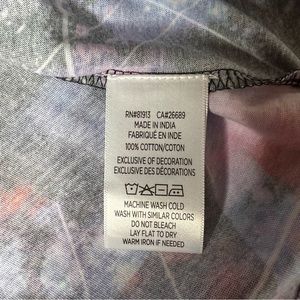 RN#81913 CA#26689
MADE IN INDIA
FABRIQUÉ EN INDE
100% COTTON/COTON
EXCLUSIVE OF DECORATION
EXCLUSIVE DES DÉCORATIONS
MACHINE WASH COLD
WASH WITH SIMILAR COLORS
DO NOT BLEACH
LAY FLAT TO DRY
WARM IRON IF NEEDED